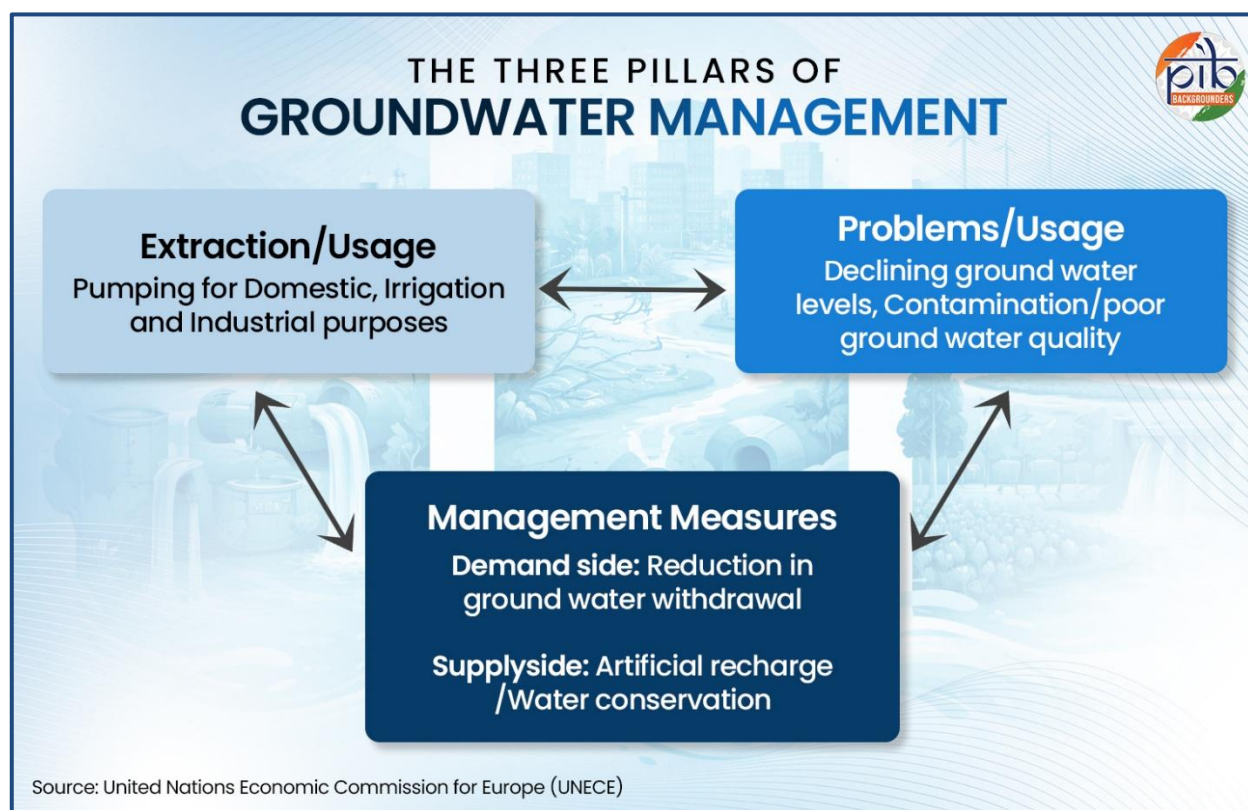 THE THREE PILLARS OF
GROUNDWATER MANAGEMENT
pib
BACKGROUNDERS
Extraction/Usage
Pumping for Domestic, Irrigation
and Industrial purposes
Problems/Usage
Declining ground water
levels, Contamination/poor
ground water quality
Management Measures
Demand side: Reduction in
ground water withdrawal
Supplyside: Artificial recharge
/Water conservation
Source: United Nations Economic Commission for Europe (UNECE)